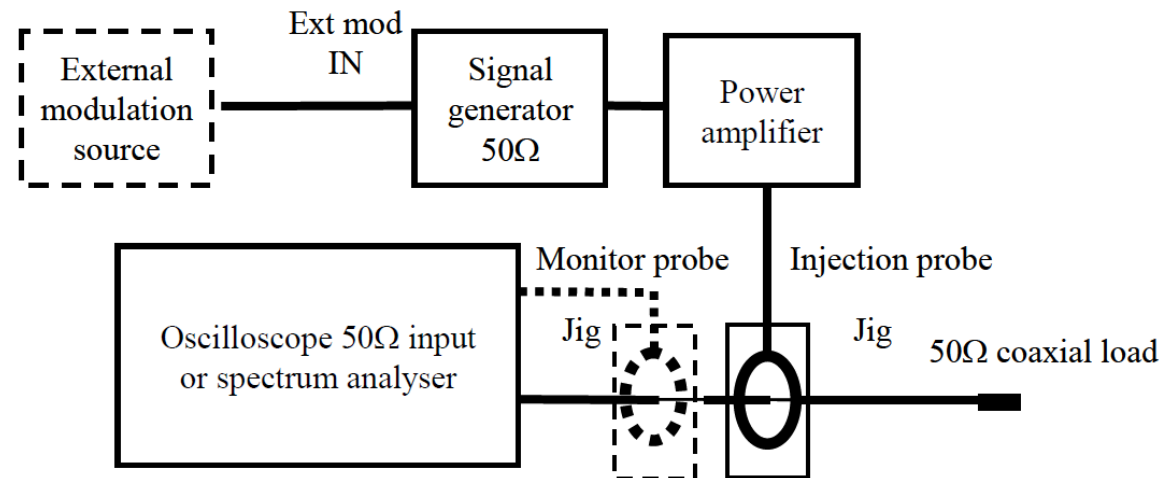 External
modulation
source
Ext mod
IN
Signal
generator
50Ω
Power
amplifier
Oscilloscope 50Ω input
or spectrum analyser
Monitor probe
Injection probe
Jig
Jig
50Ω coaxial load